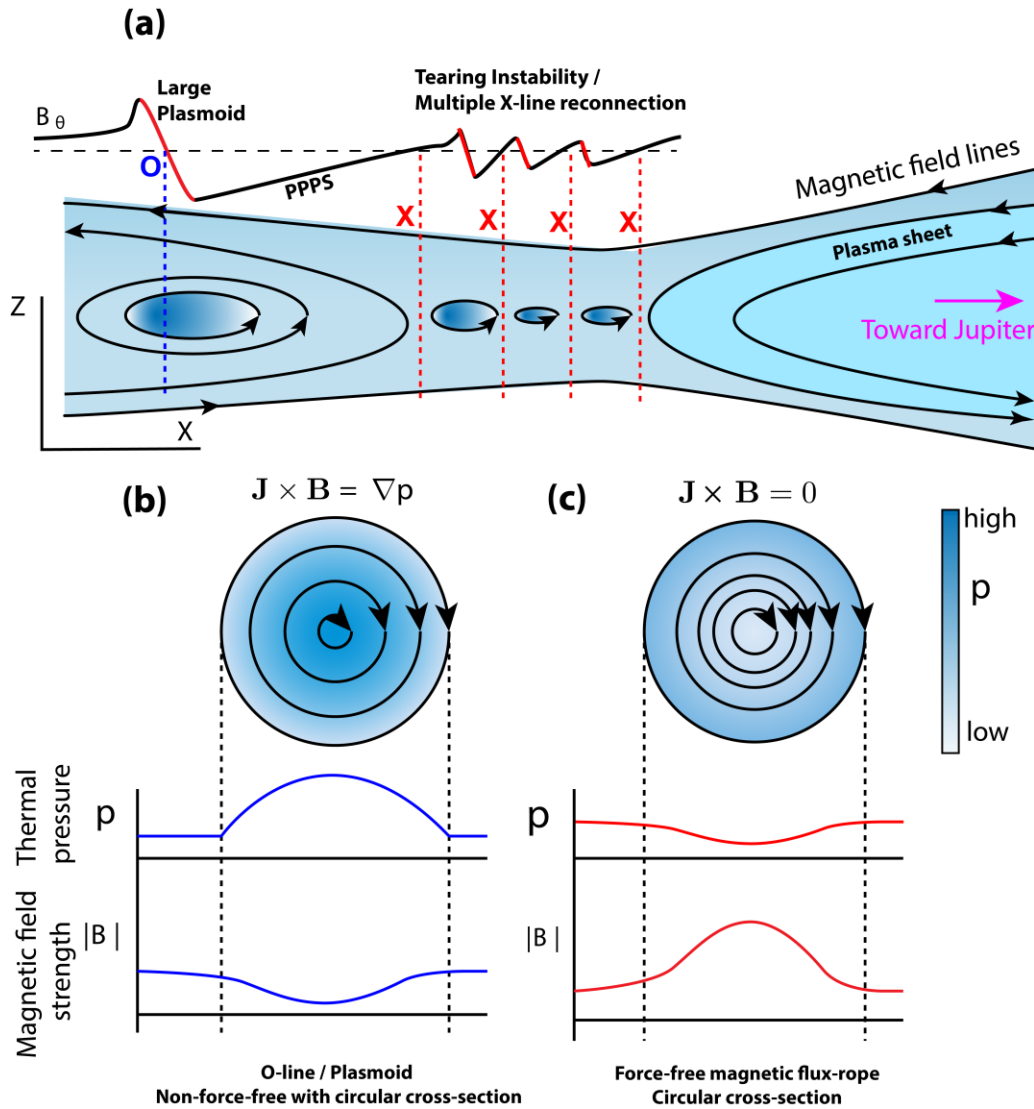 (a)
Large
Plasmoid
Tearing Instability /
Multiple X-line reconnection
B θ
O
PPPS
X X X X
Magnetic field lines
Plasma sheet
Toward Jupiter
Z
X
(b)
J × B = ∇p
(c)
J × B = 0
high
p
low
Thermal
pressure
p
p
Magnetic field
strength
|B|
|B|
O-line / Plasmoid
Non-force-free with circular cross-section
Force-free magnetic flux-rope
Circular cross-section